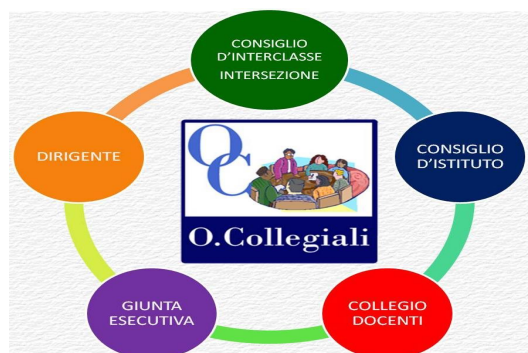 CONSIGLIO
D'INTERCLASSE
INTERSEZIONE
DIRIGENTE
CONSIGLIO
D'ISTITUTO
OC
O.Collegiali
GIUNTA
ESECUTIVA
COLLEGIO
DOCENTI